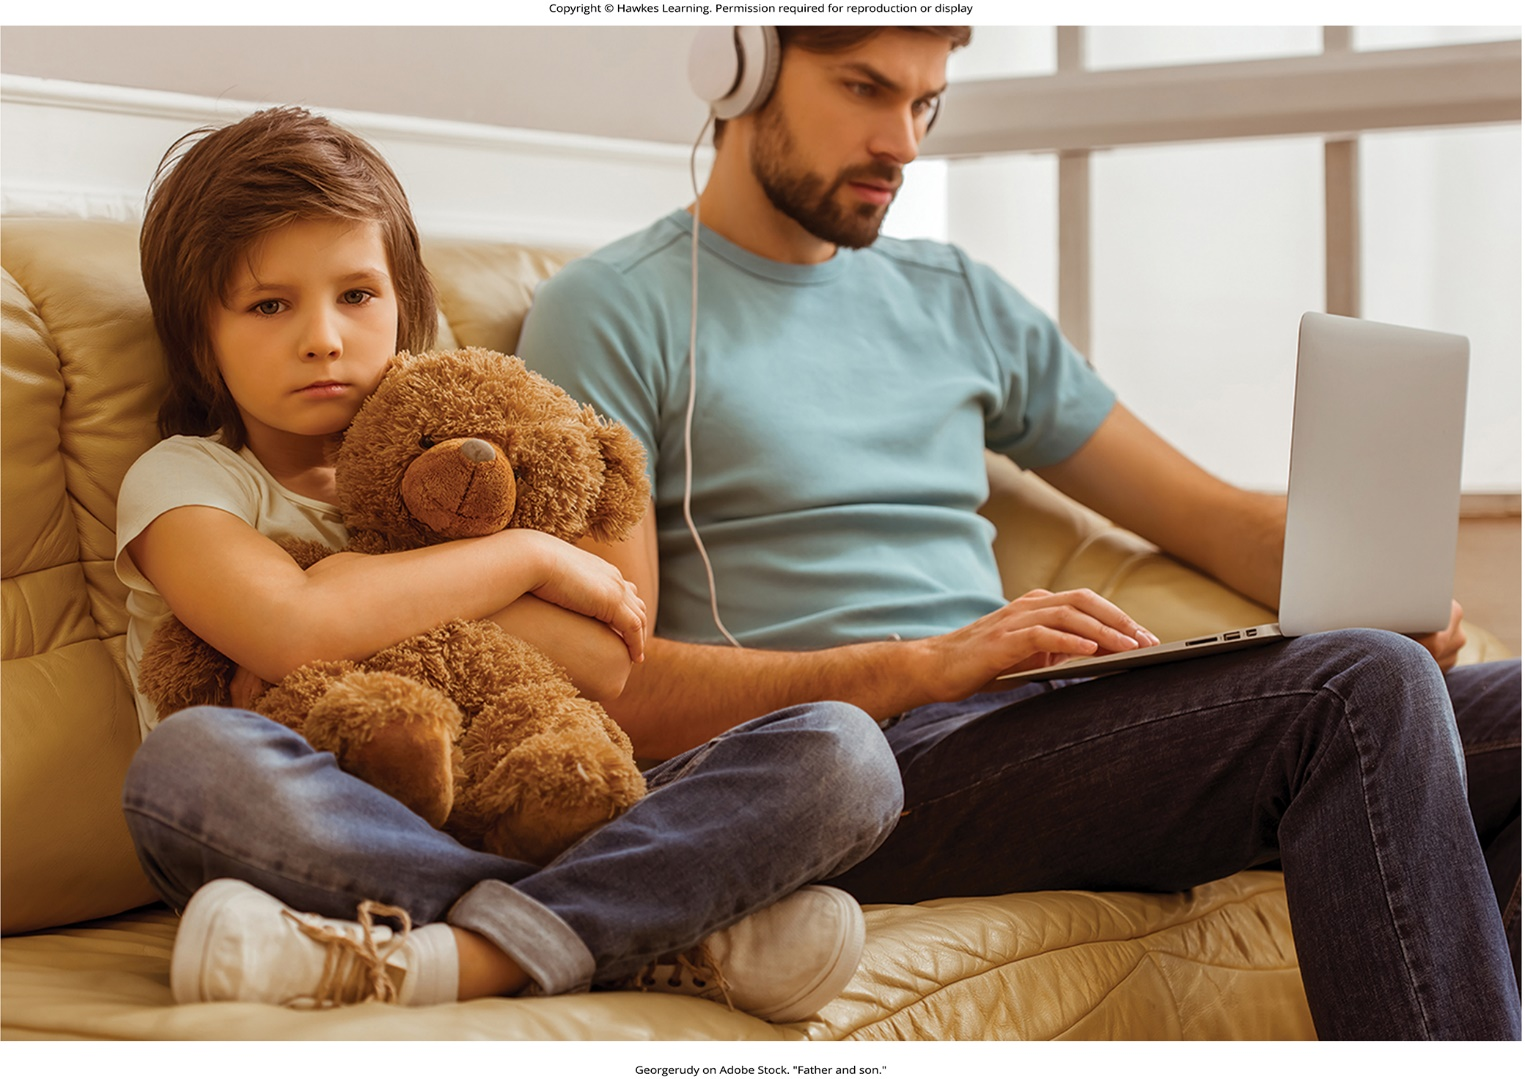 Copyright © Hawkes Learning. Permission required for reproduction or display
Georgerudy on Adobe Stock. "Father and son."